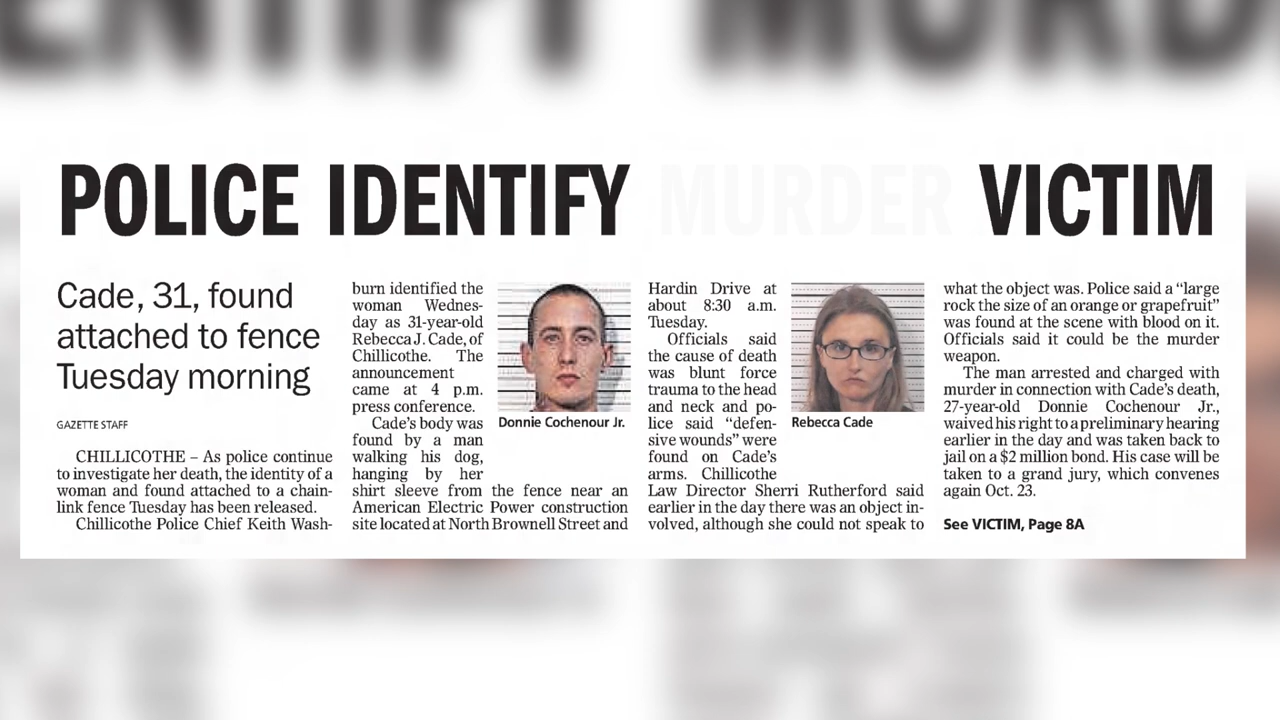 ENTIFY MURD
POLICE IDENTIFY MURDER VICTIM
Cade, 31, found
attached to fence
Tuesday morning
GAZETTE STAFF
CHILLICOTHE – As police continue
to investigate her death, the identity of a
woman and found attached to a chain-
link fence Tuesday has been released.
Chillicothe Police Chief Keith Wash-
burn identified the
woman Wednes-
day as 31-year-old
Rebecca J. Cade, of
Chillicothe. The
announcement
came at 4 p.m.
press conference.
Cade's body was
found by a man
walking his dog,
hanging by her
shirt sleeve from the fence near an
American Electric Power construction
site located at North Brownell Street and
Donnie Cochenour Jr.
Hardin Drive at
about 8:30 a.m.
Tuesday.
Officials said
the cause of death
was blunt force
trauma to the head
and neck and po-
lice said “defen-
sive wounds” were
found on Cade's
arms. Chillicothe
Law Director Sherri Rutherford said
earlier in the day there was an object in-
volved, although she could not speak to
Rebecca Cade
what the object was. Police said a “large
rock the size of an orange or grapefruit”
was found at the scene with blood on it.
Officials said it could be the murder
weapon.
The man arrested and charged with
murder in connection with Cade's death,
27-year-old Donnie Cochenour Jr.,
waived his right to a preliminary hearing
earlier in the day and was taken back to
jail on a $2 million bond. His case will be
taken to a grand jury, which convenes
again Oct. 23.
See VICTIM, Page 8A